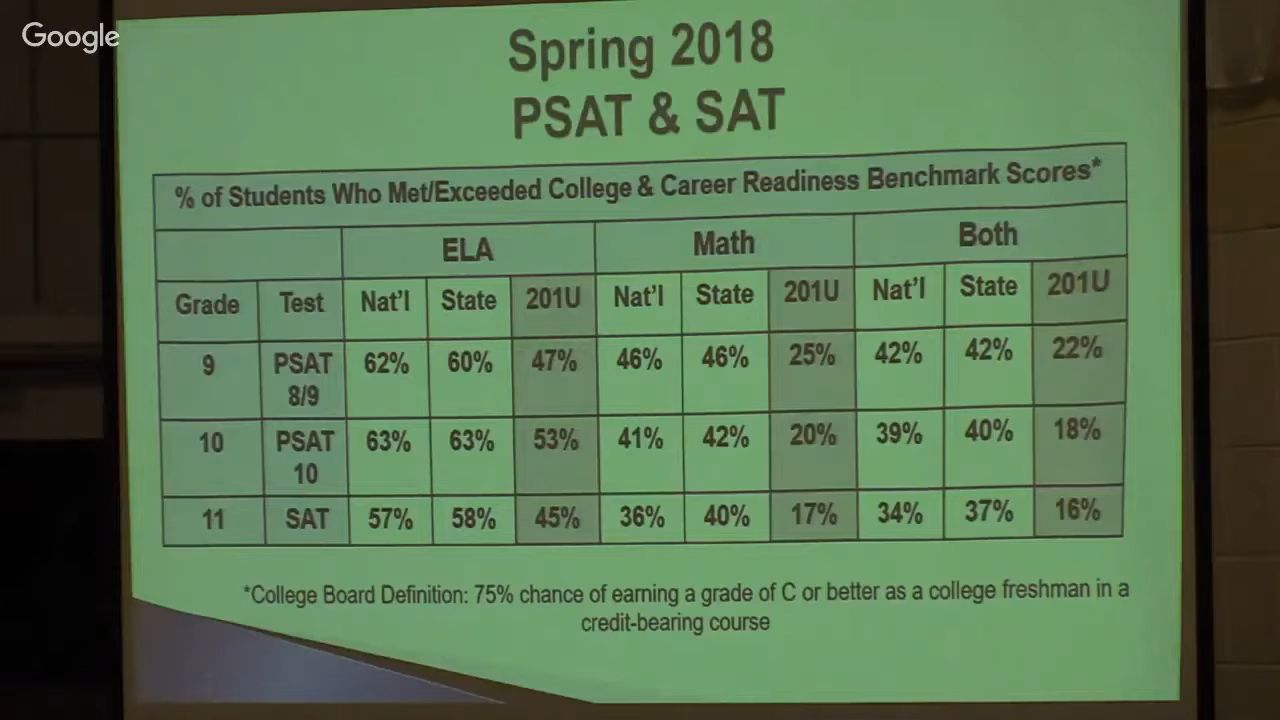 Google
Spring 2018
PSAT & SAT
% of Students Who Met/Exceeded College & Career Readiness Benchmark Scores*
ELA Math Both
Grade Test Nat'l State 201U Nat'l State 201U Nat'l State 201U
9 PSAT 62% 60% 47% 46% 46% 25% 42% 42% 22%
8/9
10 PSAT 63% 63% 53% 41% 42% 20% 39% 40% 18%
10
11 SAT 57% 58% 45% 36% 40% 17% 34% 37% 16%
*College Board Definition: 75% chance of earning a grade of C or better as a college freshman in a
credit-bearing course